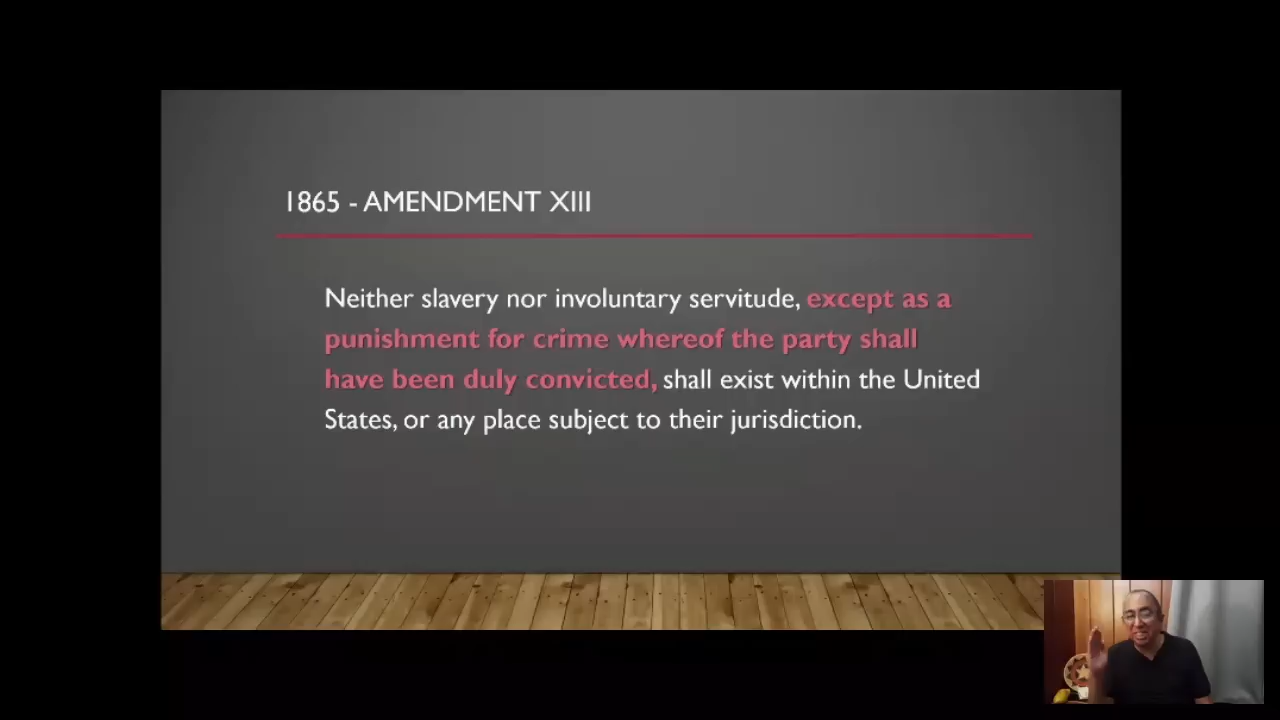 1865 - AMENDMENT XIII
Neither slavery nor involuntary servitude, except as a
punishment for crime whereof the party shall
have been duly convicted, shall exist within the United
States, or any place subject to their jurisdiction.